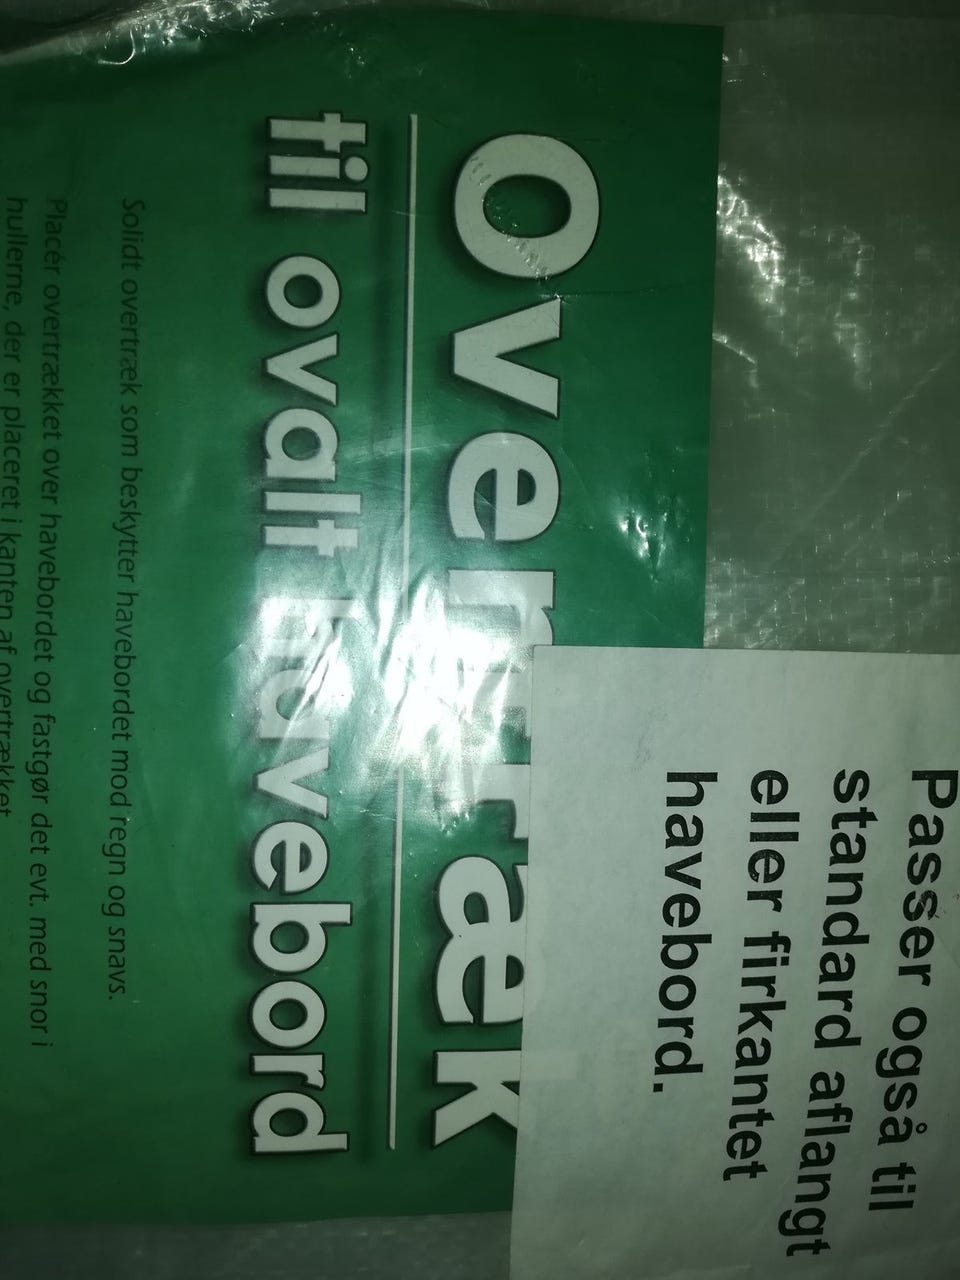 Passer også til
standard aflangt
eller firkantet
havebord.
Overtræk
til ovalt havebord
Solidt overtræk som beskytter havebordet mod regn og snavs.
Placér overtrækket over havebordet og fastgør det evt. med snor i
hullerne, der er placeret i kanten af overtrækket